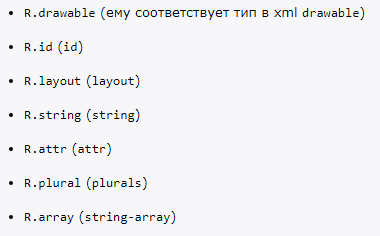 • R.drawable (ему соответствует тип в xml drawable)
• R.id (id)
• R.layout (layout)
• R.string (string)
• R.attr (attr)
• R.plural (plurals)
• R.array (string-array)